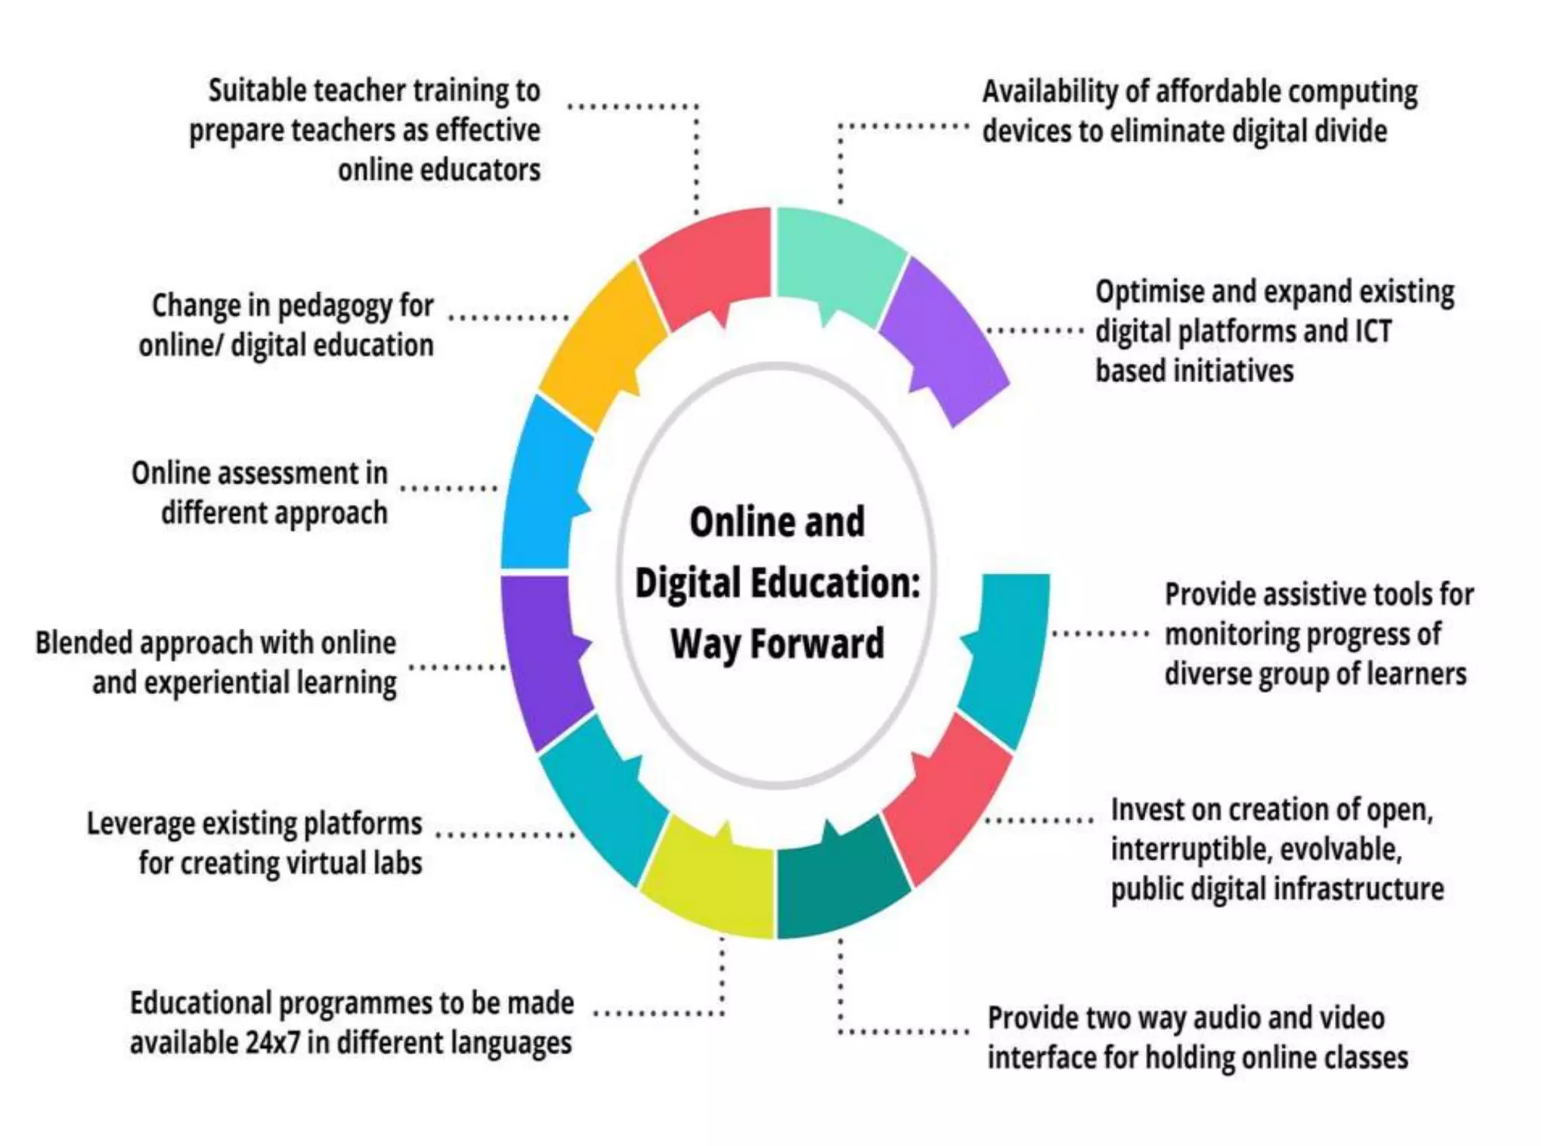 Suitable teacher training to
prepare teachers as effective
online educators
Availability of affordable computing
devices to eliminate digital divide
Change in pedagogy for
online/ digital education
Optimise and expand existing
digital platforms and ICT
based initiatives
Online assessment in
different approach
Online and
Digital Education:
Way Forward
Blended approach with online
and experiential learning
Provide assistive tools for
monitoring progress of
diverse group of learners
Leverage existing platforms
for creating virtual labs
Invest on creation of open,
interruptible, evolvable,
public digital infrastructure
Educational programmes to be made
available 24x7 in different languages
Provide two way audio and video
interface for holding online classes